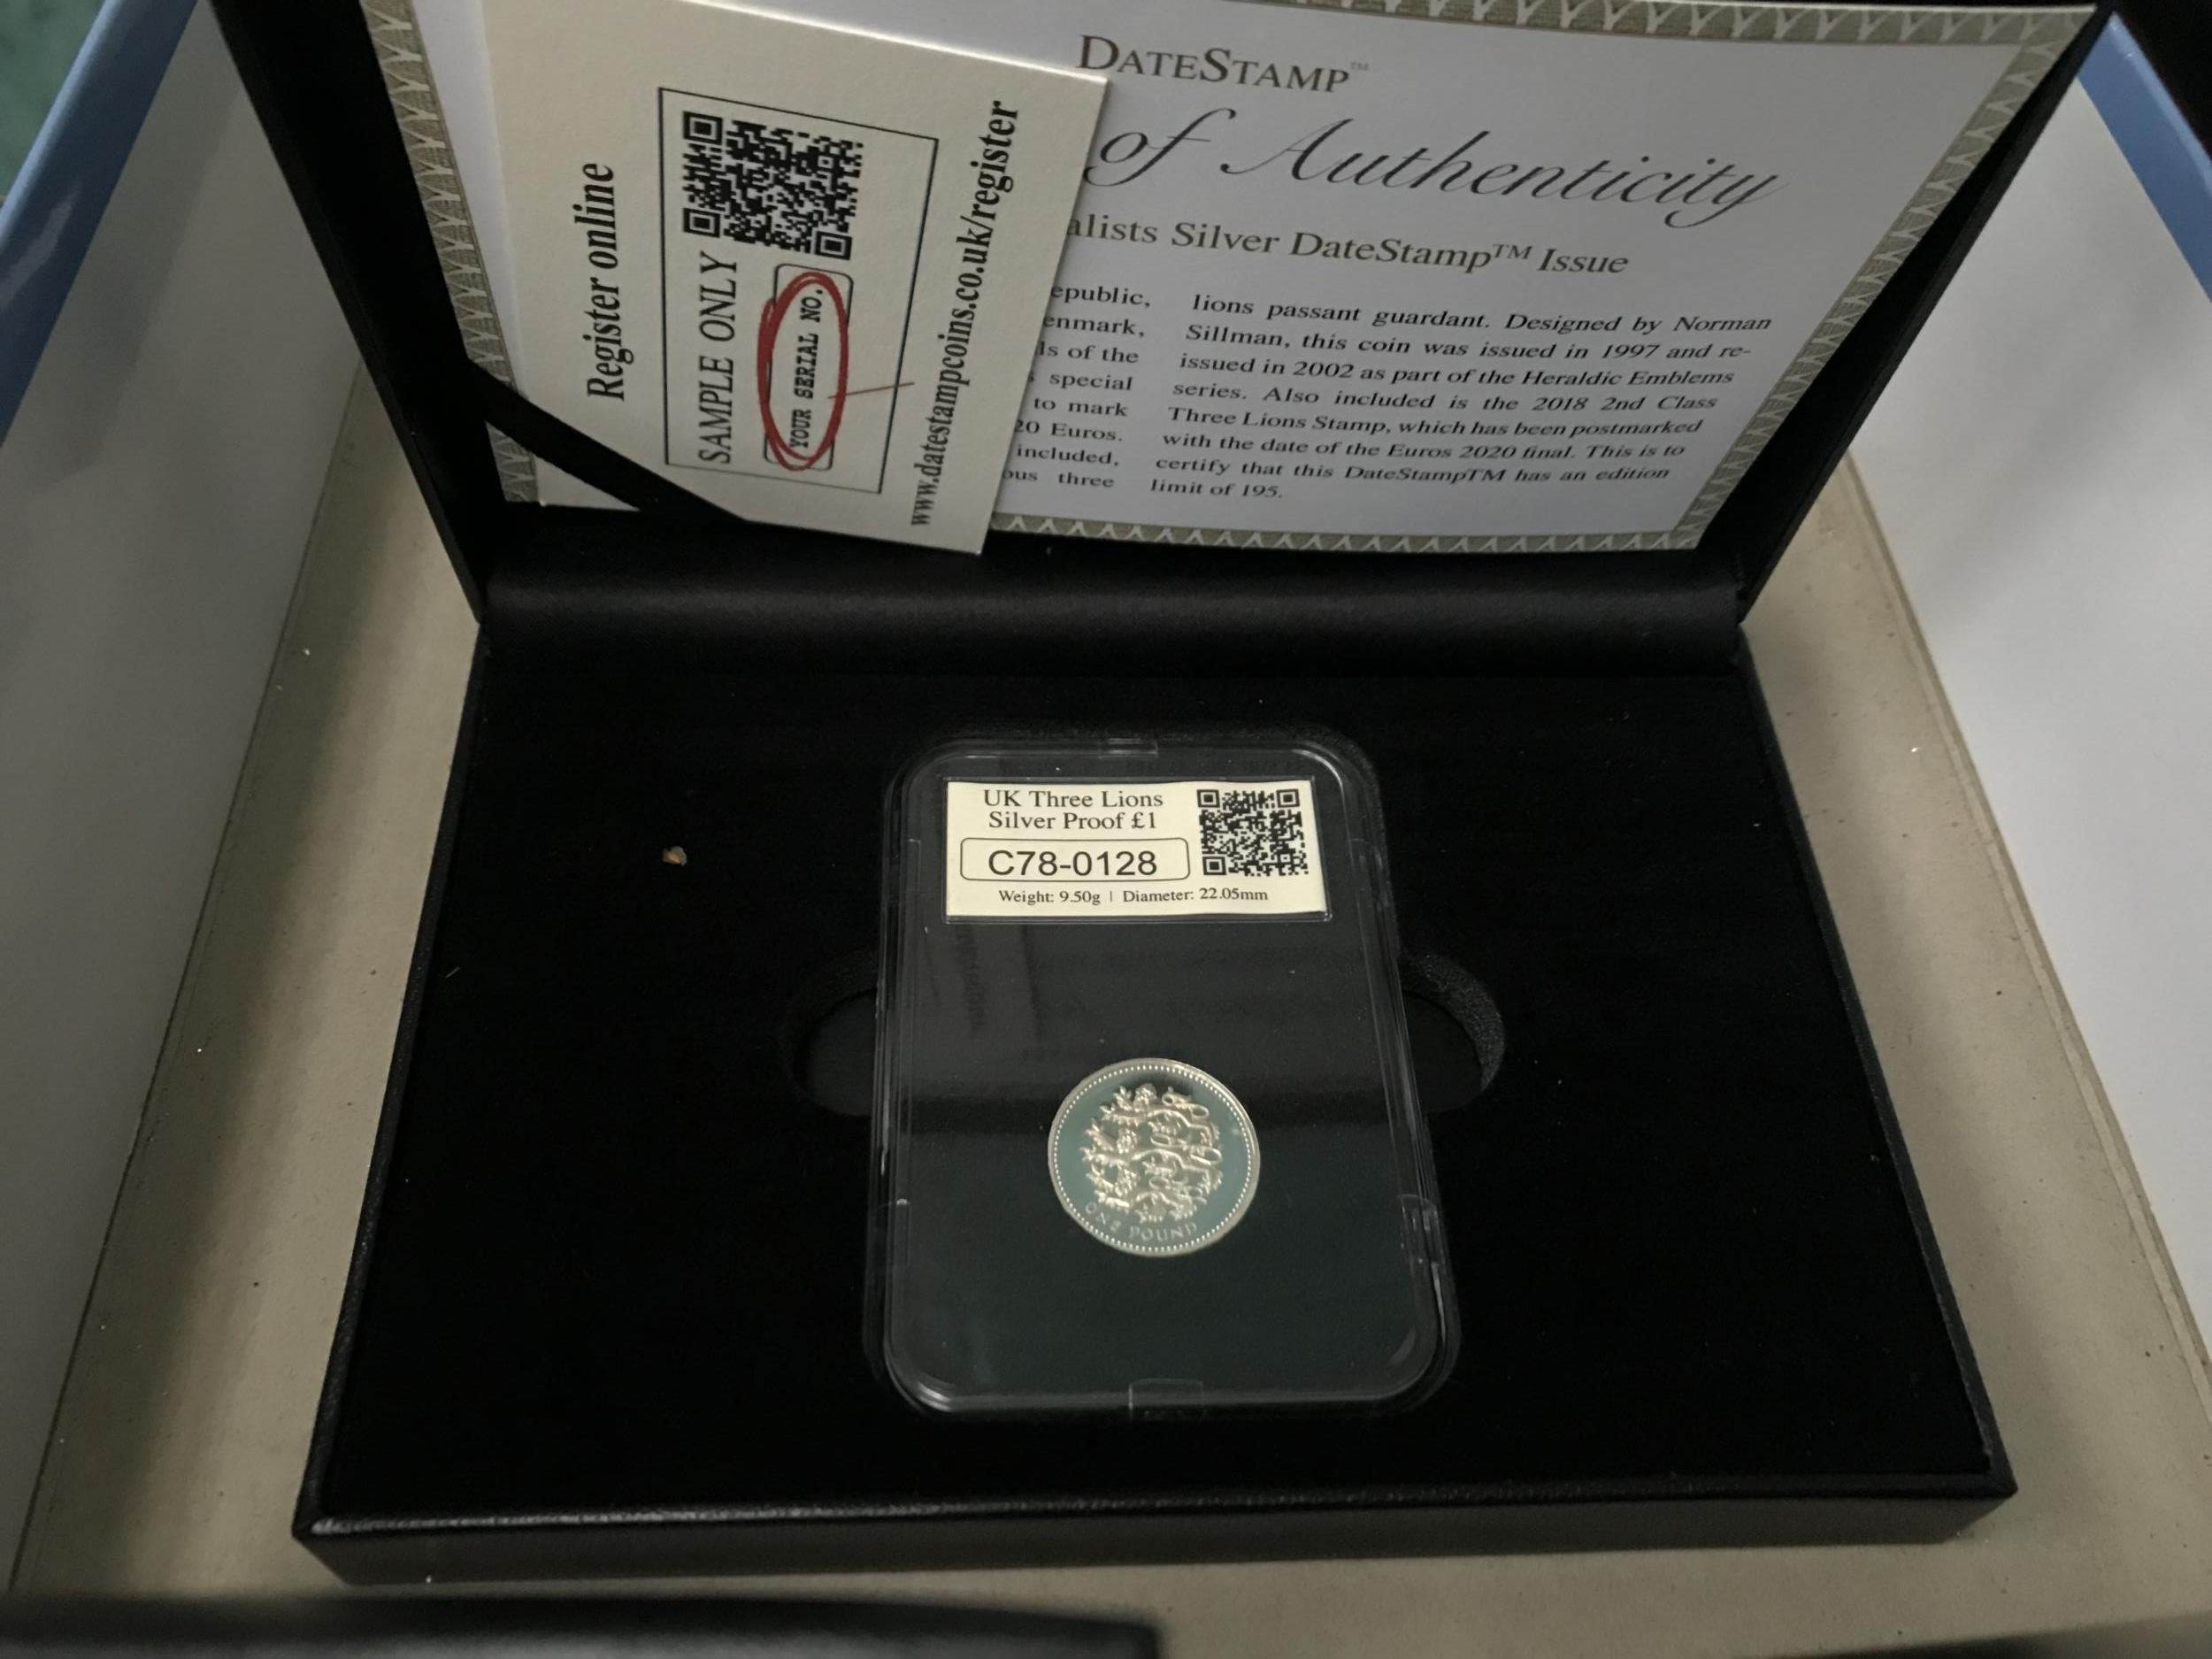 DATESTAMP™
of Authenticity
alists Silver DateStamp™ Issue
epublic,
enmark,
ls of the
special
to mark
20 Euros.
included,
ous three
lions passant guardant. Designed by Norman
Sillman, this coin was issued in 1997 and re-
issued in 2002 as part of the Heraldic Emblems
series. Also included is the 2018 2nd Class
Three Lions Stamp, which has been postmarked
with the date of the Euros 2020 final. This is to
certify that this DateStampTM has an edition
limit of 195.
Register online
SAMPLE ONLY
YOUR SERIAL NO.
www.datestampcoins.co.uk/register
UK Three Lions
Silver Proof £1
C78-0128
Weight: 9.50g | Diameter: 22.05mm
ONE POUND